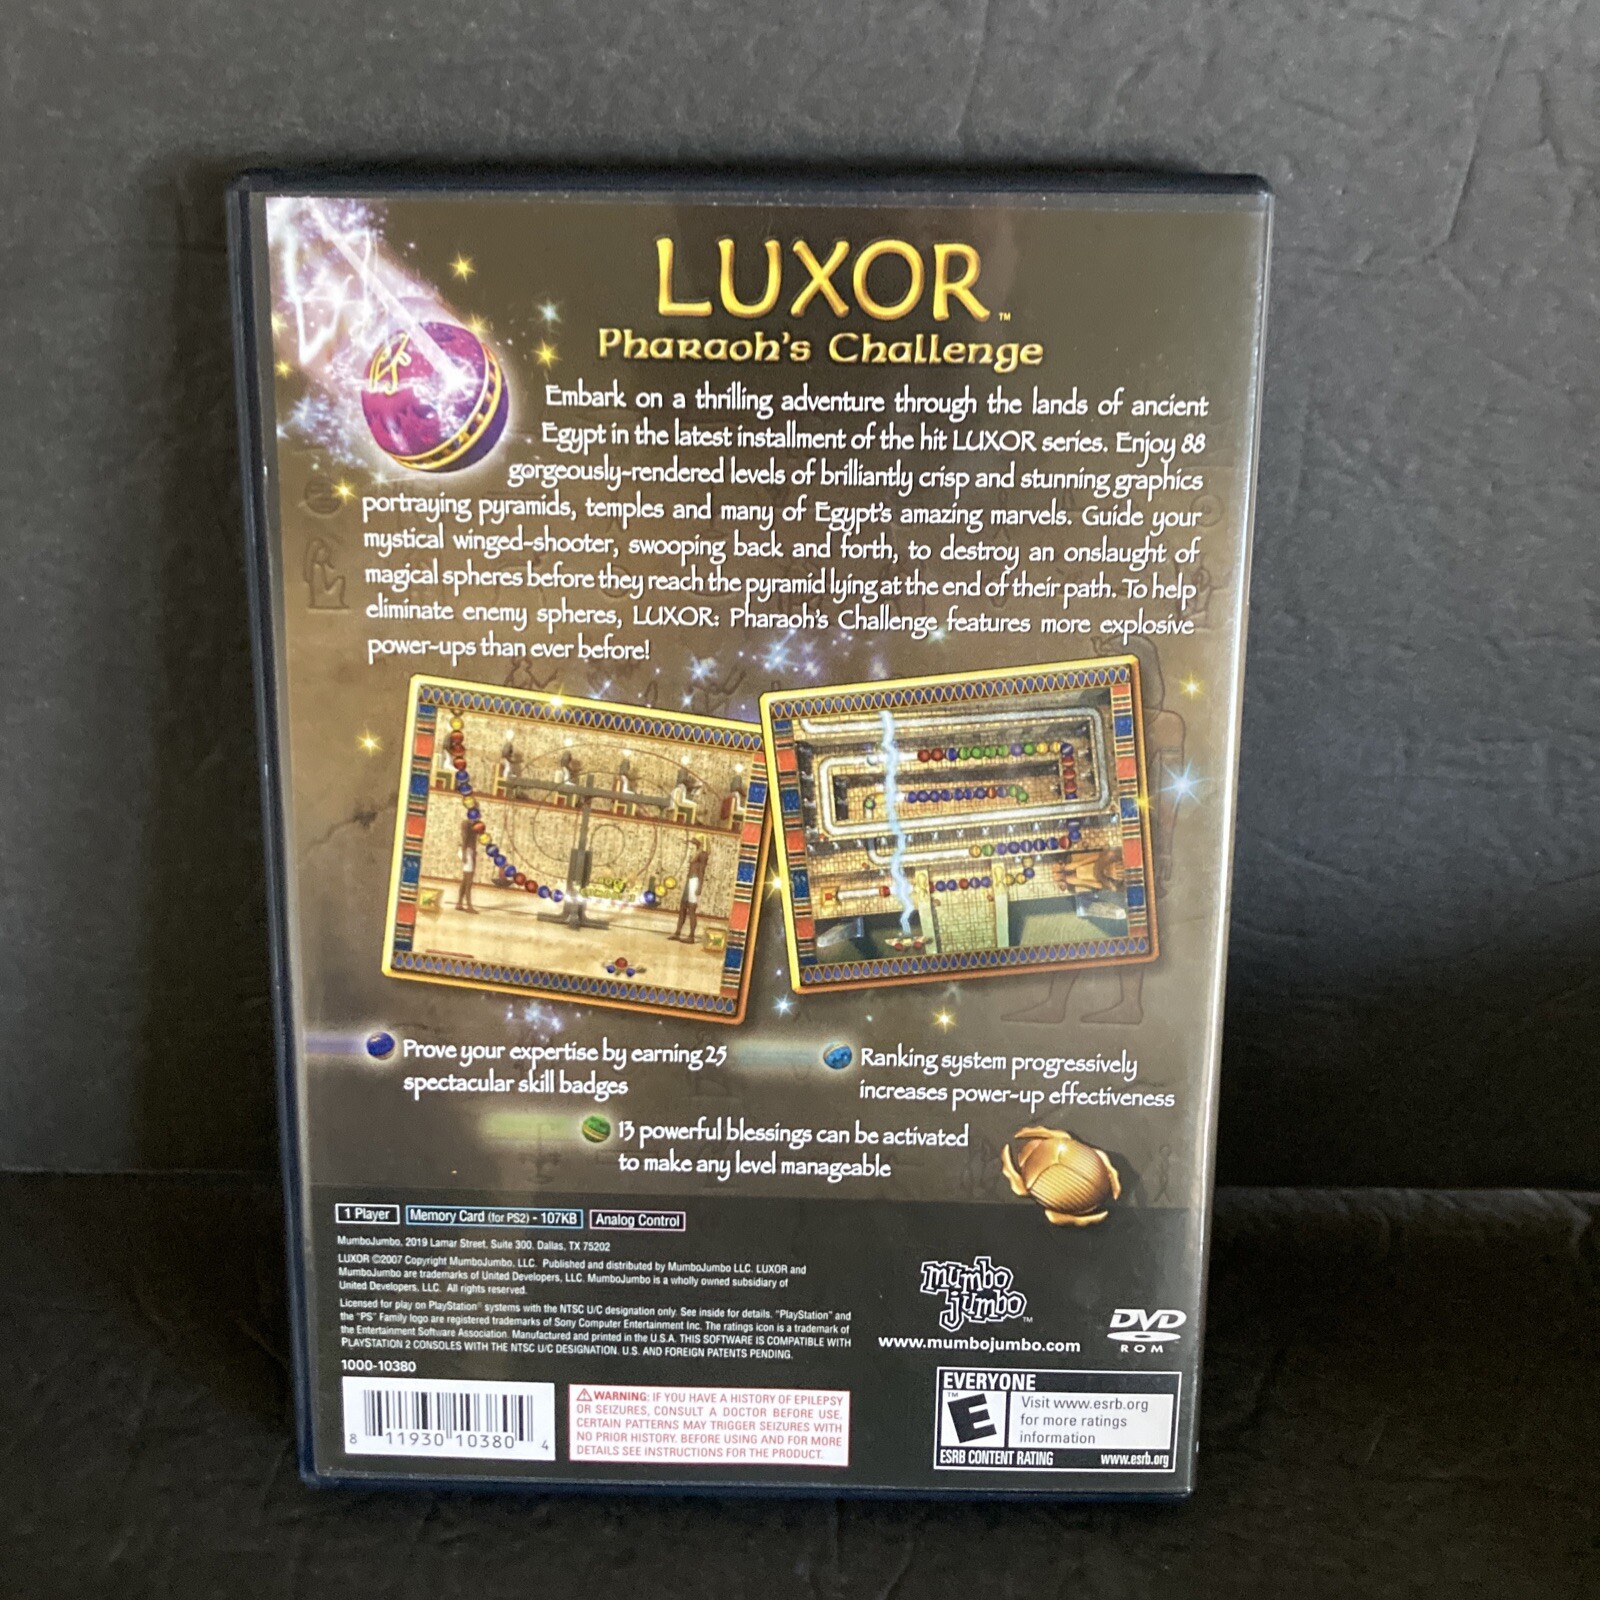 LUXOR™
Pharaoh's Challenge
Embark on a thrilling adventure through the lands of ancient
Egypt in the latest installment of the hit LUXOR series. Enjoy 88
gorgeously-rendered levels of brilliantly crisp and stunning graphics
portraying pyramids, temples and many of Egypt's amazing marvels. Guide your
mystical winged-shooter, swooping back and forth, to destroy an onslaught of
magical spheres before they reach the pyramid lying at the end of their path. To help
eliminate enemy spheres, LUXOR: Pharaoh's Challenge features more explosive
power-ups than ever before!
Prove your expertise by earning 25
spectacular skill badges
Ranking system progressively
increases power-up effectiveness
13 powerful blessings can be activated
to make any level manageable
1 Player Memory Card (for PS2) - 107KB Analog Control
MumboJumbo, 2019 Lamar Street, Suite 300, Dallas, TX 75202
LUXOR ©2007 Copyright MumboJumbo, LLC. Published and distributed by MumboJumbo LLC. LUXOR and
MumboJumbo are trademarks of United Developers, LLC. MumboJumbo is a wholly owned subsidiary of
United Developers, LLC. All rights reserved.
Licensed for play on PlayStation® systems with the NTSC U/C designation only. See inside for details. "PlayStation" and
the "PS" Family logo are registered trademarks of Sony Computer Entertainment Inc. The ratings icon is a trademark of
the Entertainment Software Association. Manufactured and printed in the U.S.A. THIS SOFTWARE IS COMPATIBLE WITH
PLAYSTATION 2 CONSOLES WITH THE NTSC U/C DESIGNATION. U.S. AND FOREIGN PATENTS PENDING.
1000-10380
8 11930 10380 4
⚠WARNING: IF YOU HAVE A HISTORY OF EPILEPSY
OR SEIZURES, CONSULT A DOCTOR BEFORE USE.
CERTAIN PATTERNS MAY TRIGGER SEIZURES WITH
NO PRIOR HISTORY. BEFORE USING AND FOR MORE
DETAILS SEE INSTRUCTIONS FOR THE PRODUCT.
mumbo
jumbo™
www.mumbojumbo.com
DVD
ROM
EVERYONE
™
E
Visit www.esrb.org
for more ratings
information
ESRB CONTENT RATING www.esrb.org